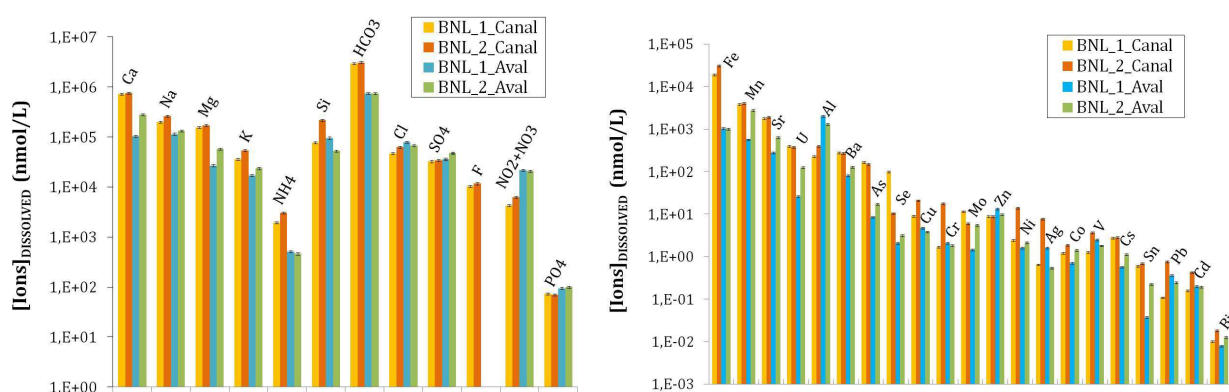 [Ions]DISSOLVED (nmol/L)
1,E+07
1,E+06
1,E+05
1,E+04
1,E+03
1,E+02
1,E+01
1,E+00
Ca
Na
Mg
K
NH4
Si
HCO3
Cl
SO4
F
NO2+NO3
PO4
BNL_1_Canal
BNL_2_Canal
BNL_1_Aval
BNL_2_Aval
[Ions]DISSOLVED (nmol/L)
1,E+05
1,E+04
1,E+03
1,E+02
1,E+01
1,E+00
1,E-01
1,E-02
1,E-03
Fe
Mn
Sr
U
Al
Ba
As
Se
Cu
Cr
Mo
Zn
Ni
Ag
Co
V
Cs
Sn
Pb
Cd
Bi
BNL_1_Canal
BNL_2_Canal
BNL_1_Aval
BNL_2_Aval